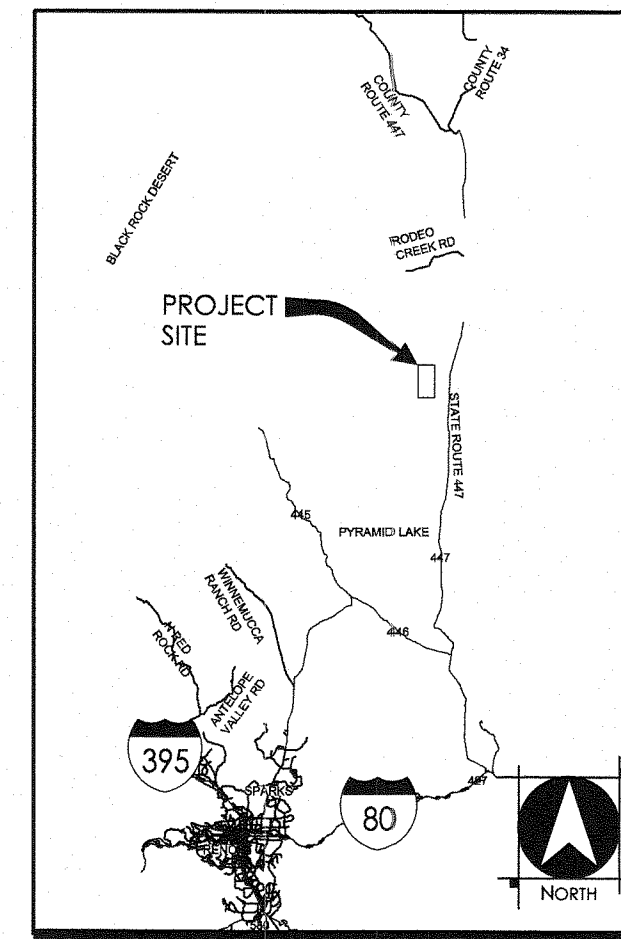 COUNTY
ROUTE 34
COUNTY
ROUTE 447
BLACK ROCK DESERT
RODEO
CREEK RD
PROJECT
SITE
STATE ROUTE 447
445
PYRAMID LAKE
447
WINNEMUCCA
RANCH RD
446
RED
ROCK RD
ANTELOPE
VALLEY RD
395
SPARKS
80
427
RENO
NORTH
580